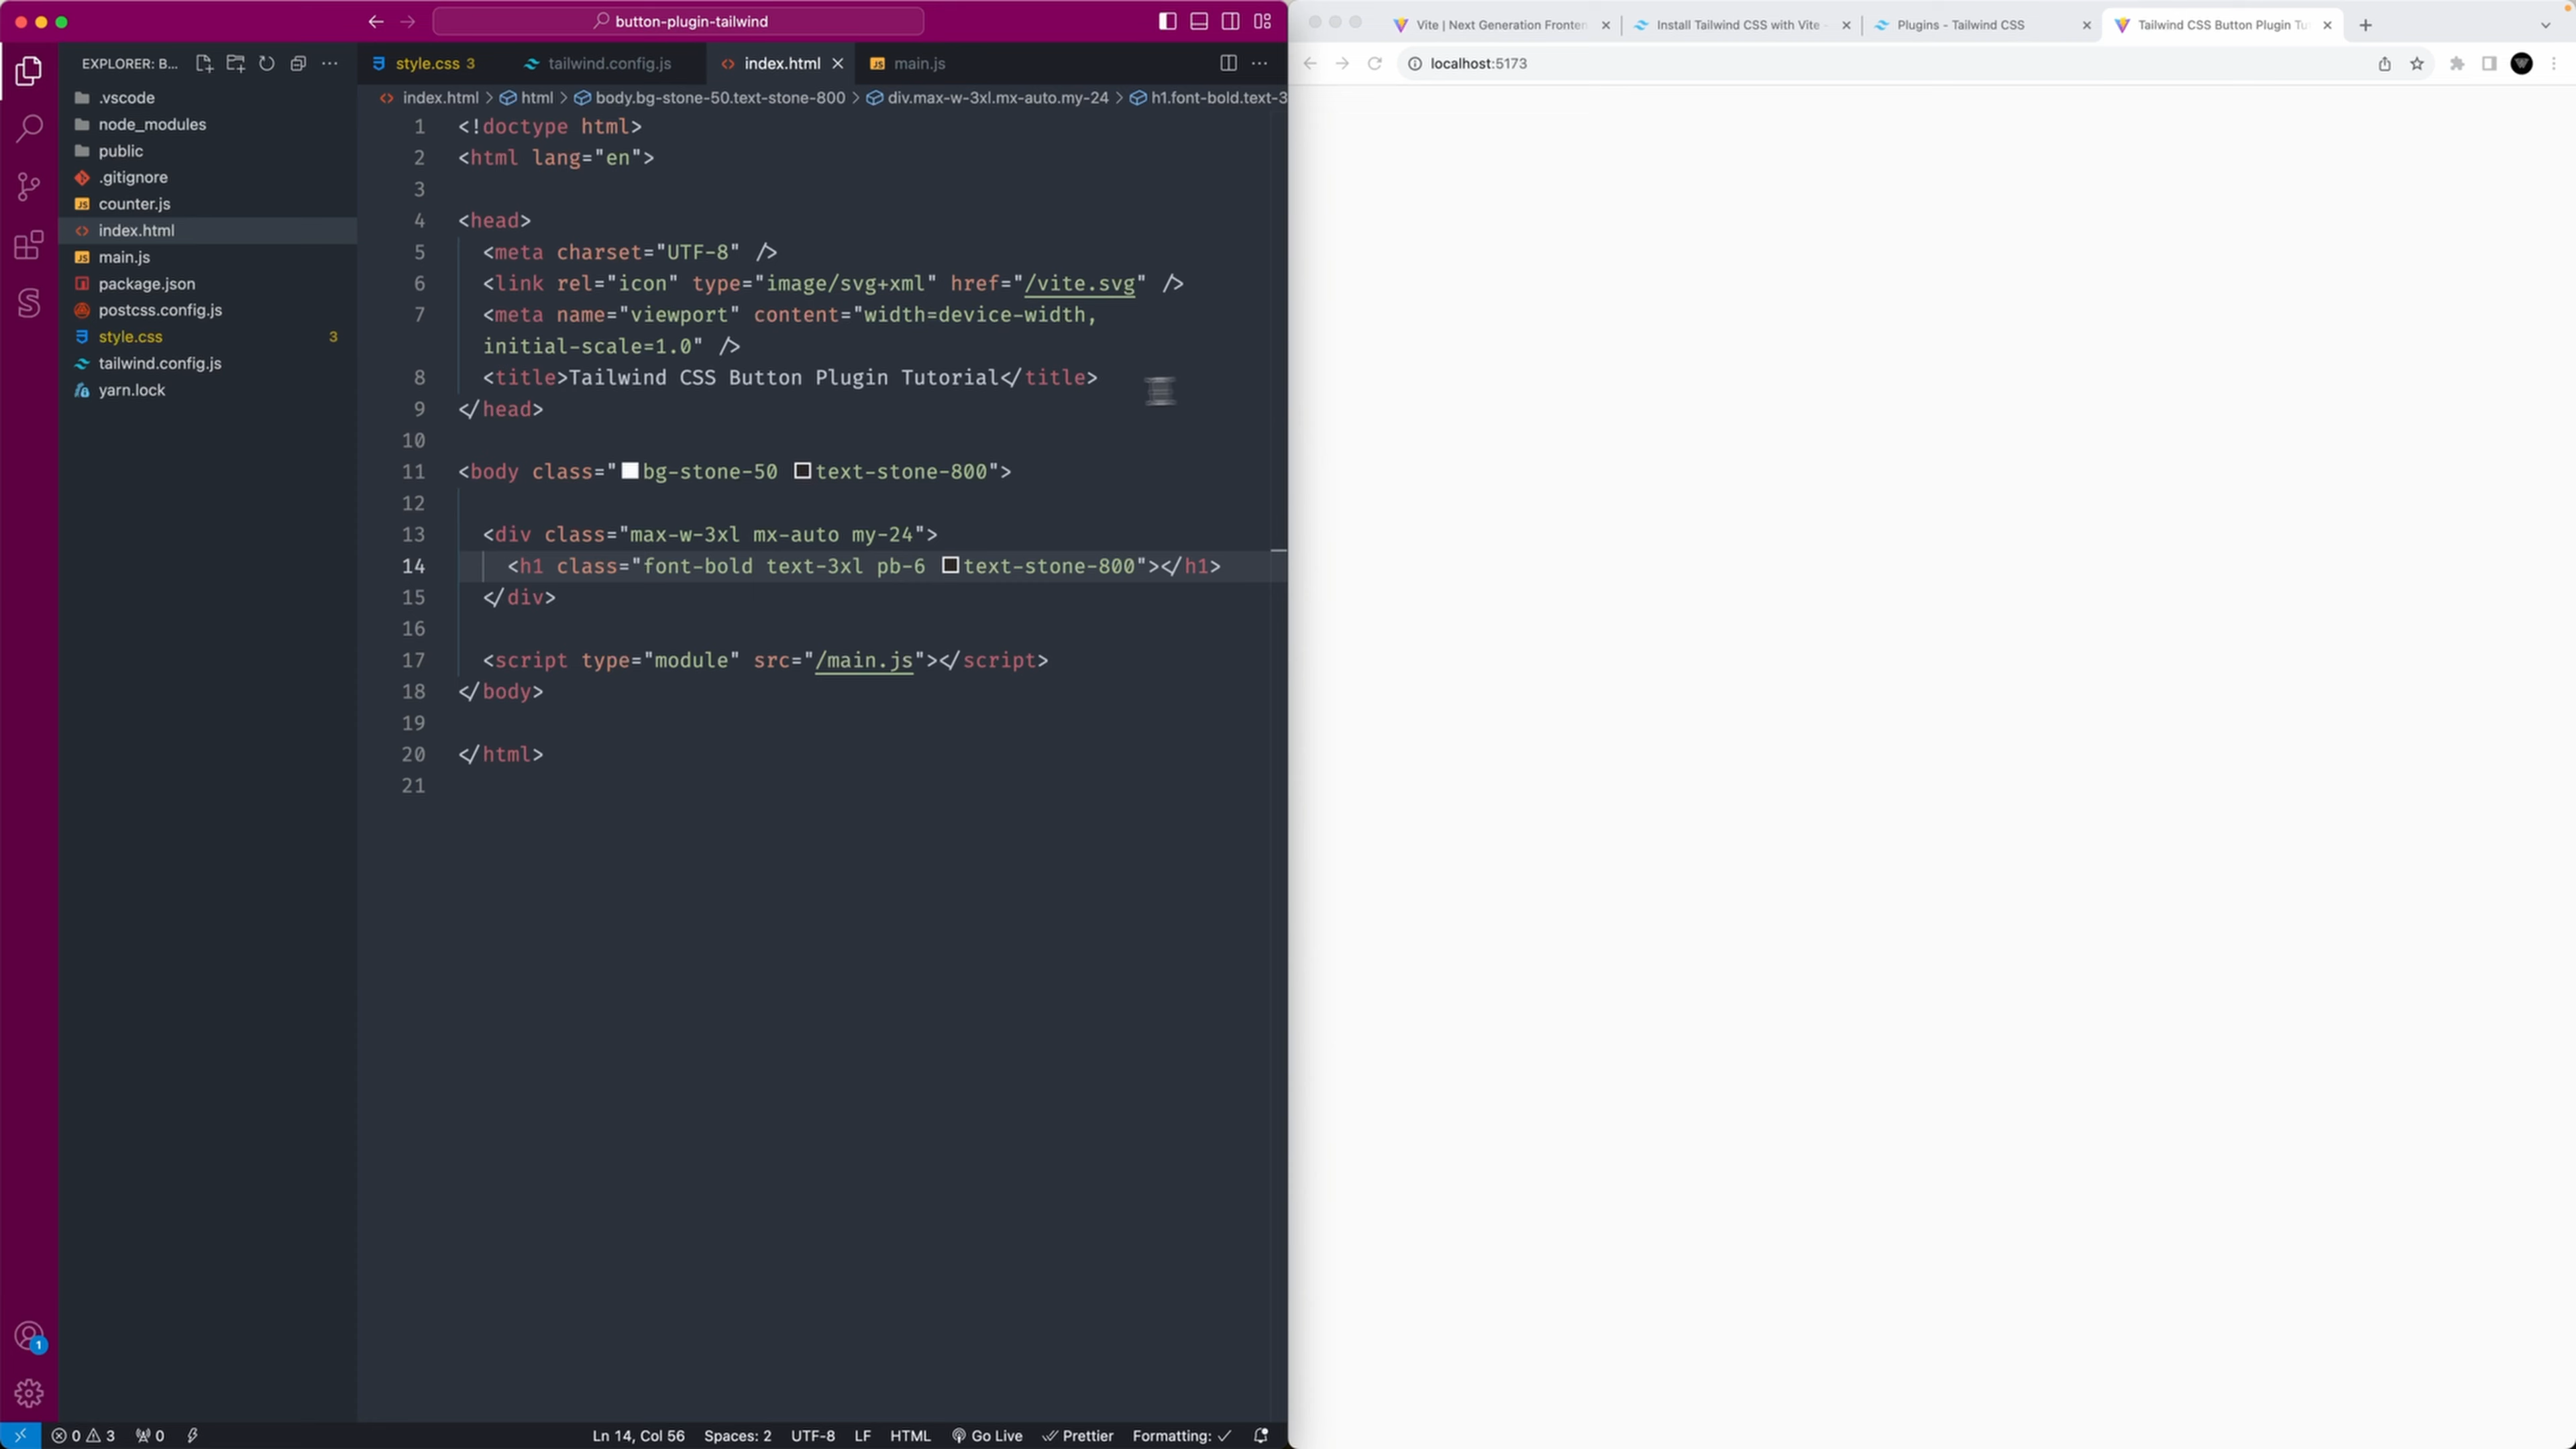 button-plugin-tailwind
EXPLORER: B...
.vscode
node_modules
public
.gitignore
counter.js
index.html
main.js
package.json
postcss.config.js
style.css 3
tailwind.config.js
yarn.lock
style.css 3 tailwind.config.js index.html main.js
index.html > html > body.bg-stone-50.text-stone-800 > div.max-w-3xl.mx-auto.my-24 > h1.font-bold.text-3
1 <!doctype html>
2 <html lang="en">
3
4 <head>
5 <meta charset="UTF-8" />
6 <link rel="icon" type="image/svg+xml" href="/vite.svg" />
7 <meta name="viewport" content="width=device-width,
initial-scale=1.0" />
8 <title>Tailwind CSS Button Plugin Tutorial</title>
9 </head>
10
11 <body class="bg-stone-50 text-stone-800">
12
13 <div class="max-w-3xl mx-auto my-24">
14 <h1 class="font-bold text-3xl pb-6 text-stone-800"></h1>
15 </div>
16
17 <script type="module" src="/main.js"></script>
18 </body>
19
20 </html>
21
1
0 3 0 Ln 14, Col 56 Spaces: 2 UTF-8 LF HTML Go Live Prettier Formatting: ✓
Vite | Next Generation Fronten Install Tailwind CSS with Vite - Plugins - Tailwind CSS Tailwind CSS Button Plugin Tu
localhost:5173